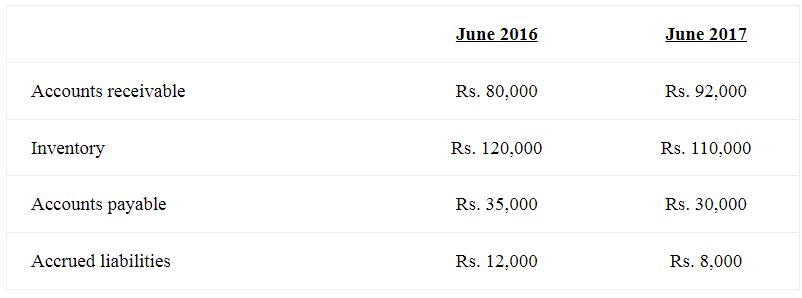 June 2016 June 2017
Accounts receivable Rs. 80,000 Rs. 92,000
Inventory Rs. 120,000 Rs. 110,000
Accounts payable Rs. 35,000 Rs. 30,000
Accrued liabilities Rs. 12,000 Rs. 8,000